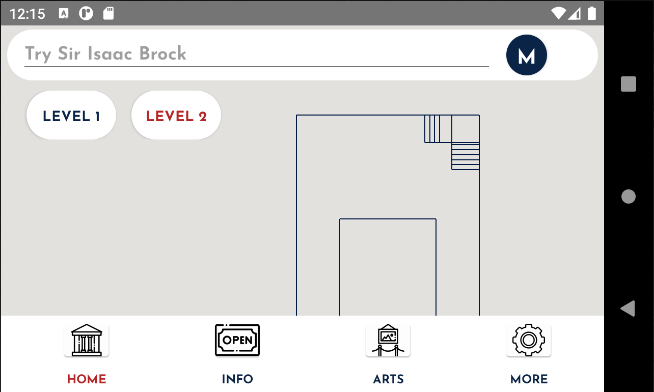 12:15
Try Sir Isaac Brock
M
LEVEL 1
LEVEL 2
OPEN
HOME
INFO
ARTS
MORE